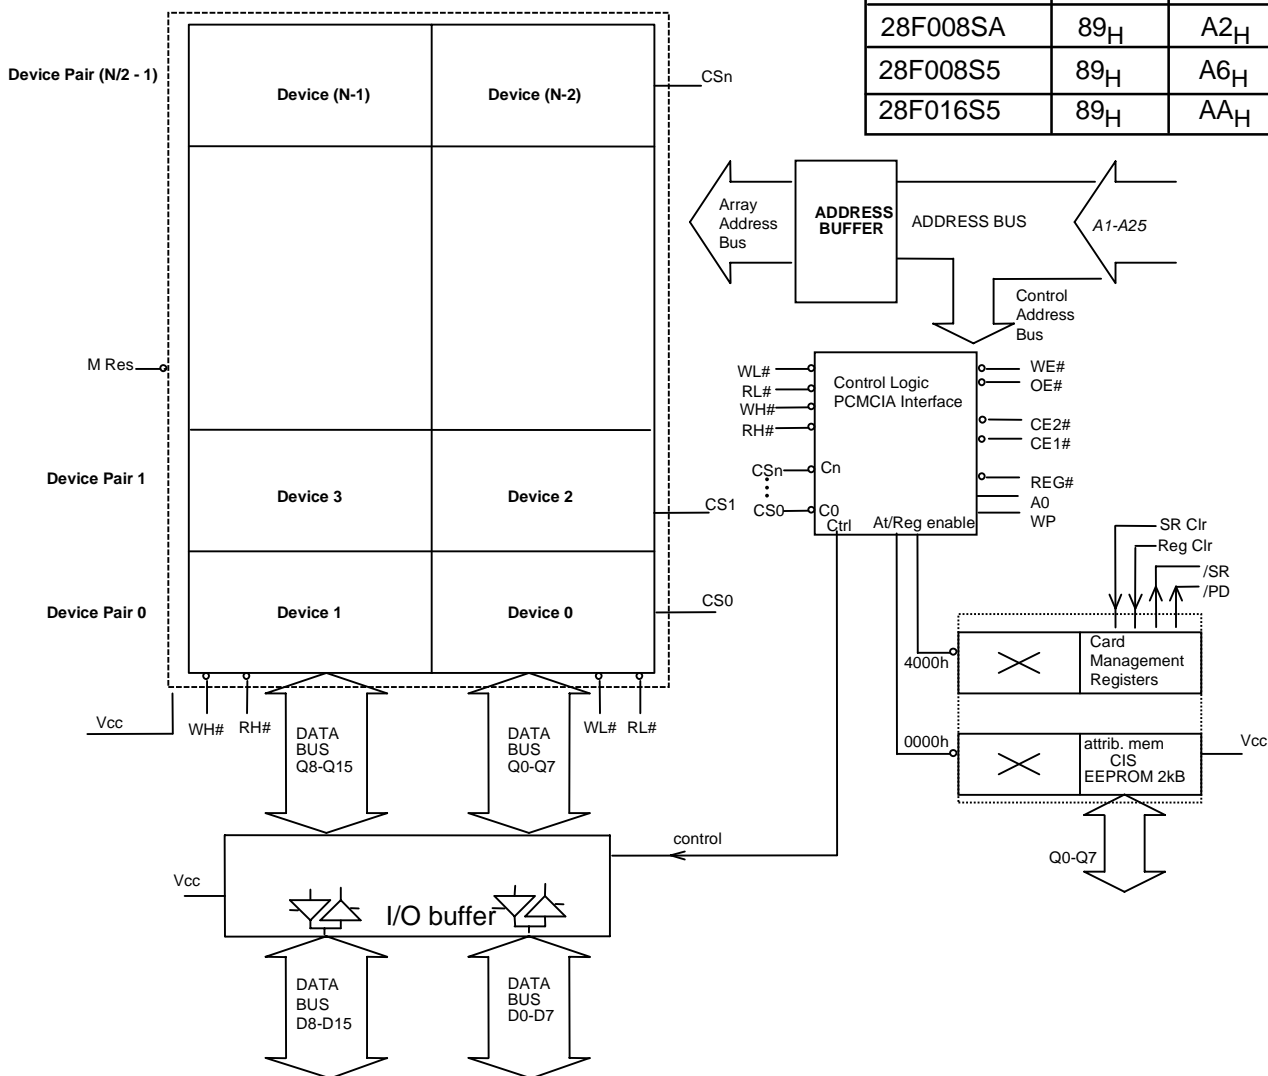 28F008SA 89H A2H
28F008S5 89H A6H
28F016S5 89H AAH
Device Pair (N/2 - 1)
Device (N-1)
Device (N-2)
CSn
Array
Address
Bus
ADDRESS
BUFFER
ADDRESS BUS
A1-A25
Control
Address
Bus
M Res
WL#
RL#
WH#
RH#
CSn
CS0
Control Logic
PCMCIA Interface
Cn
C0
Ctrl
At/Reg enable
WE#
OE#
CE2#
CE1#
REG#
A0
WP
Device Pair 1
Device 3
Device 2
CS1
SR Clr
Reg Clr
/SR
/PD
Device Pair 0
Device 1
Device 0
CS0
4000h
Card
Management
Registers
Vcc
WH#
RH#
DATA
BUS
Q8-Q15
DATA
BUS
Q0-Q7
WL#
RL#
0000h
attrib. mem
CIS
EEPROM 2kB
Vcc
control
Q0-Q7
Vcc
I/O buffer
DATA
BUS
D8-D15
DATA
BUS
D0-D7